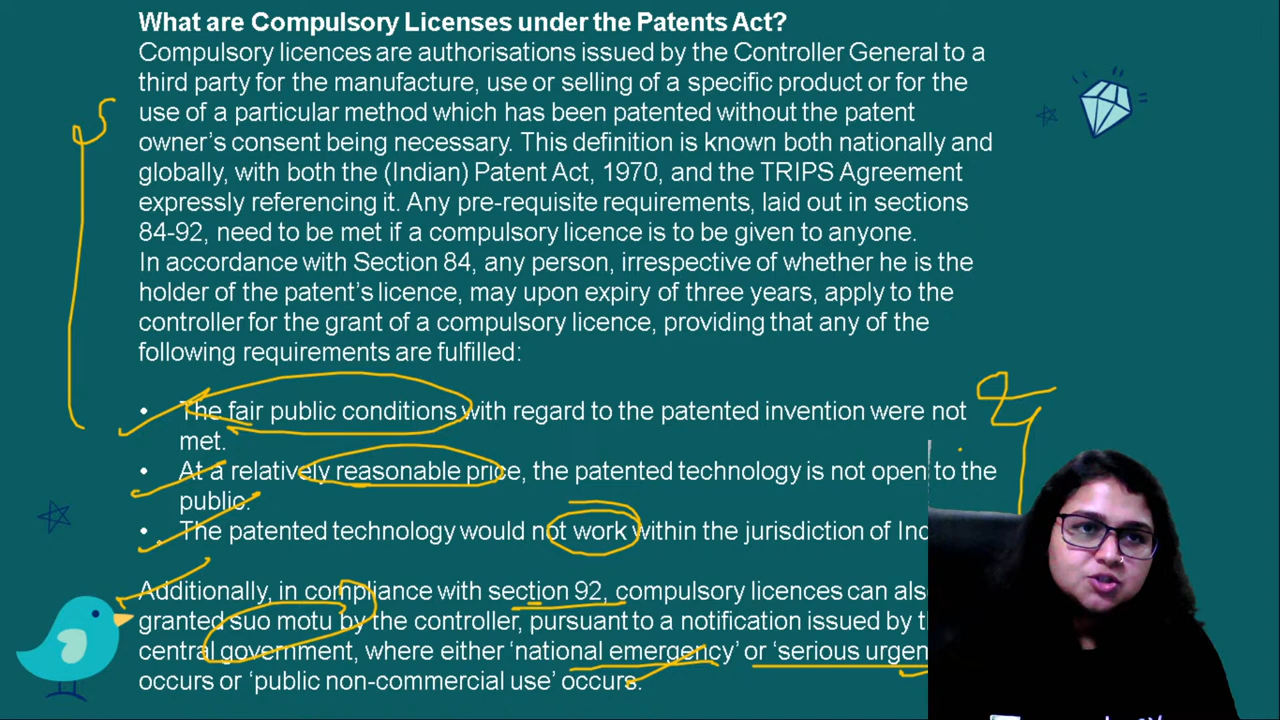 What are Compulsory Licenses under the Patents Act?
Compulsory licences are authorisations issued by the Controller General to a
third party for the manufacture, use or selling of a specific product or for the
use of a particular method which has been patented without the patent
owner's consent being necessary. This definition is known both nationally and
globally, with both the (Indian) Patent Act, 1970, and the TRIPS Agreement
expressly referencing it. Any pre-requisite requirements, laid out in sections
84-92, need to be met if a compulsory licence is to be given to anyone.
In accordance with Section 84, any person, irrespective of whether he is the
holder of the patent's licence, may upon expiry of three years, apply to the
controller for the grant of a compulsory licence, providing that any of the
following requirements are fulfilled:
• The fair public conditions with regard to the patented invention were not
met.
• At a relatively reasonable price, the patented technology is not open to the
public.
• The patented technology would not work within the jurisdiction of
Additionally, in compliance with section 92, compulsory licences can
granted suo motu by the controller, pursuant to a notification issued by
central government, where either 'national emergency' or 'serious
occurs or 'public non-commercial use' occurs.